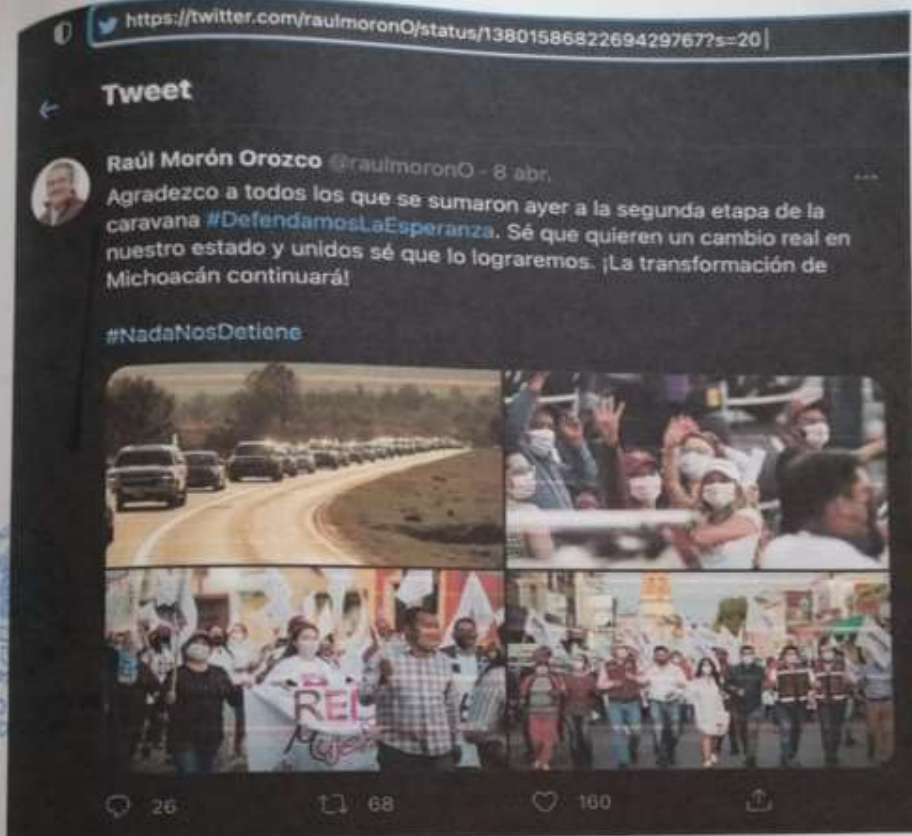 https://twitter.com/raulmoronO/status/1380158682269429767?s=20
Tweet
Raúl Morón Orozco @raulmoronO · 8 abr.
Agradezco a todos los que se sumaron ayer a la segunda etapa de la
caravana #DefendamosLaEsperanza. Sé que quieren un cambio real en
nuestro estado y unidos sé que lo lograremos. ¡La transformación de
Michoacán continuará!
#NadaNosDetiene
RED
Mujeres
26 68 160